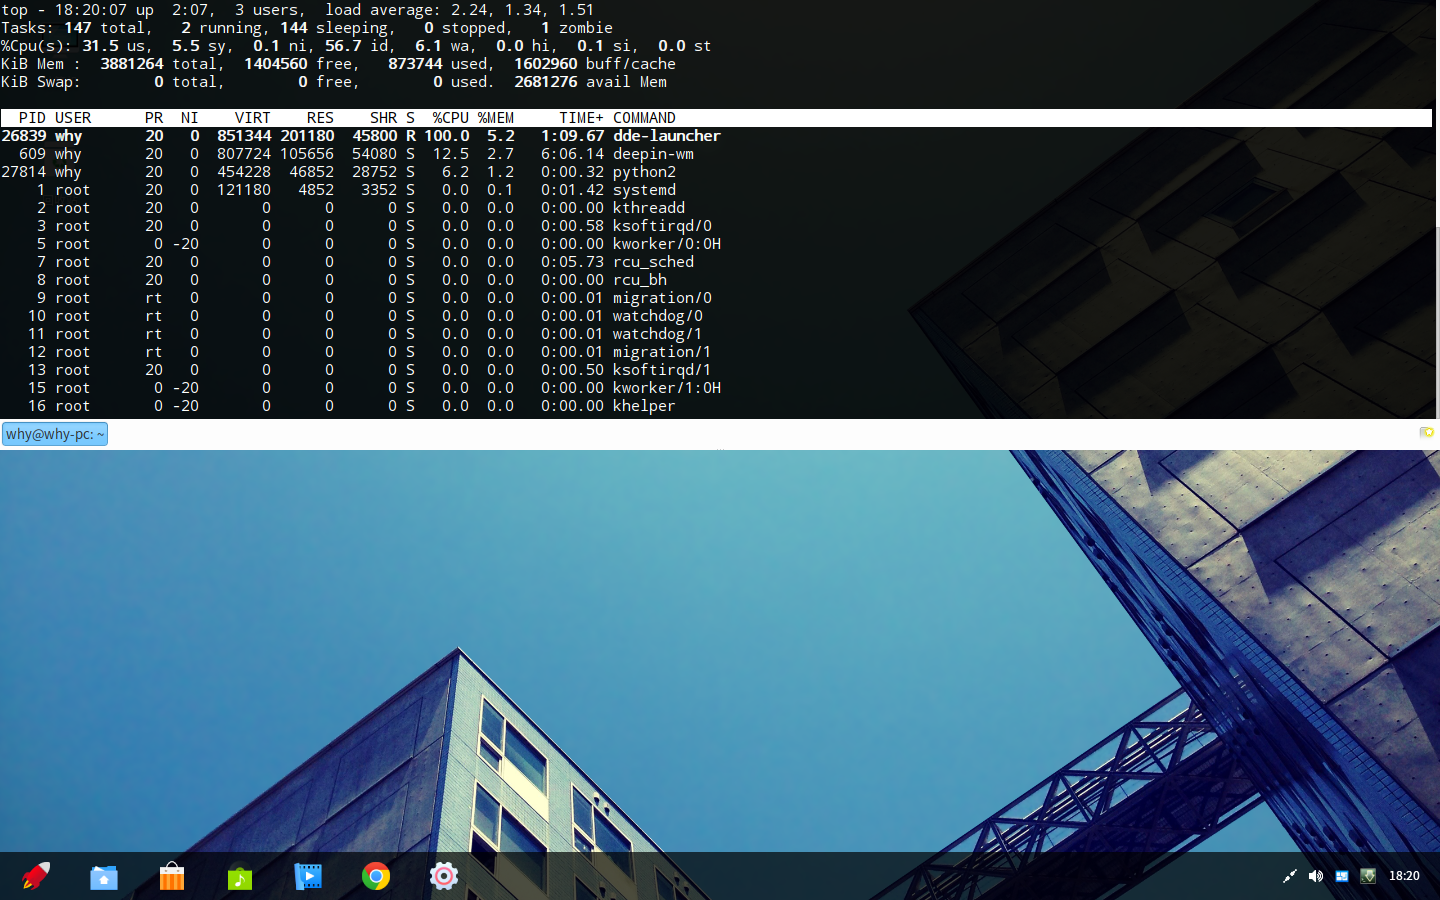 top - 18:20:07 up  2:07,  3 users,  load average: 2.24, 1.34, 1.51
Tasks: 147 total,   2 running, 144 sleeping,   0 stopped,   1 zombie
%Cpu(s): 31.5 us,  5.5 sy,  0.1 ni, 56.7 id,  6.1 wa,  0.0 hi,  0.1 si,  0.0 st
KiB Mem :  3881264 total,  1404560 free,   873744 used,  1602960 buff/cache
KiB Swap:        0 total,        0 free,        0 used.  2681276 avail Mem
  PID USER      PR  NI    VIRT    RES    SHR S  %CPU %MEM     TIME+ COMMAND
26839 why       20   0  851344 201180  45800 R 100.0  5.2   1:09.67 dde-launcher
  609 why       20   0  807724 105656  54080 S  12.5  2.7   6:06.14 deepin-wm
27814 why       20   0  454228  46852  28752 S   6.2  1.2   0:00.32 python2
    1 root      20   0  121180   4852   3352 S   0.0  0.1   0:01.42 systemd
    2 root      20   0       0      0      0 S   0.0  0.0   0:00.00 kthreadd
    3 root      20   0       0      0      0 S   0.0  0.0   0:00.58 ksoftirqd/0
    5 root       0 -20       0      0      0 S   0.0  0.0   0:00.00 kworker/0:0H
    7 root      20   0       0      0      0 S   0.0  0.0   0:05.73 rcu_sched
    8 root      20   0       0      0      0 S   0.0  0.0   0:00.00 rcu_bh
    9 root      rt   0       0      0      0 S   0.0  0.0   0:00.01 migration/0
   10 root      rt   0       0      0      0 S   0.0  0.0   0:00.01 watchdog/0
   11 root      rt   0       0      0      0 S   0.0  0.0   0:00.01 watchdog/1
   12 root      rt   0       0      0      0 S   0.0  0.0   0:00.01 migration/1
   13 root      20   0       0      0      0 S   0.0  0.0   0:00.50 ksoftirqd/1
   15 root       0 -20       0      0      0 S   0.0  0.0   0:00.00 kworker/1:0H
   16 root       0 -20       0      0      0 S   0.0  0.0   0:00.00 khelper
why@why-pc: ~
18:20